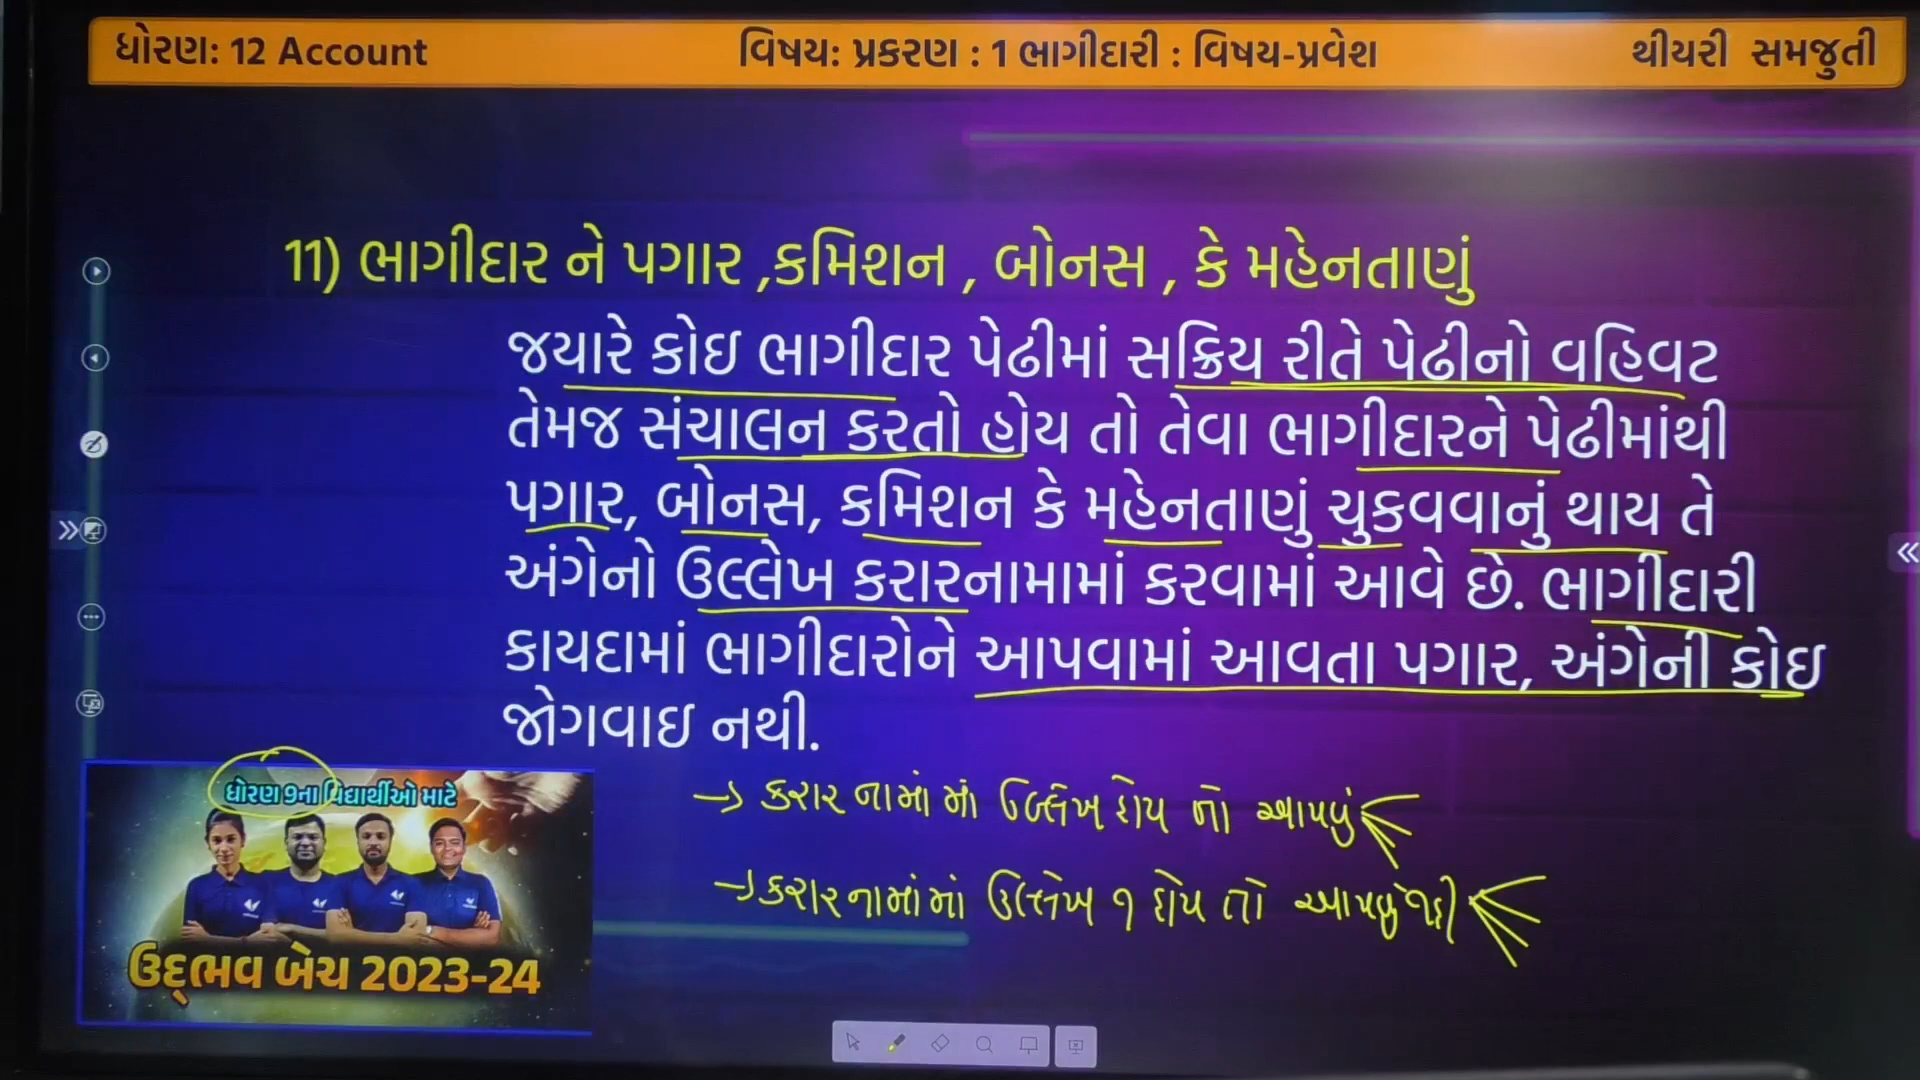 ધોરણ: 12 Account
વિષય: પ્રકરણ : 1 ભાગીદારી : વિષય-પ્રવેશ
થીયરી સમજુતી
11) ભાગીદાર ને પગાર ,કમિશન , બોનસ , કે મહેનતાણું
જયારે કોઇ ભાગીદાર પેઢીમાં સક્રિય રીતે પેઢીનો વહિવટ
તેમજ સંચાલન કરતો હોય તો તેવા ભાગીદારને પેઢીમાંથી
પગાર, બોનસ, કમિશન કે મહેનતાણું ચુકવવાનું થાય તે
અંગેનો ઉલ્લેખ કરારનામામાં કરવામાં આવે છે. ભાગીદારી
કાયદામાં ભાગીદારોને આપવામાં આવતા પગાર, અંગેની કોઇ
જોગવાઇ નથી.
→ કરારનામાંમાં ઉલ્લેખ હોય તો આપવું
→ કરારનામાંમાં ઉલ્લેખ ન હોય તો આપવું નહી
ધોરણ 9ના વિદ્યાર્થીઓ માટે
ઉદ્‌ભવ બેચ 2023-24